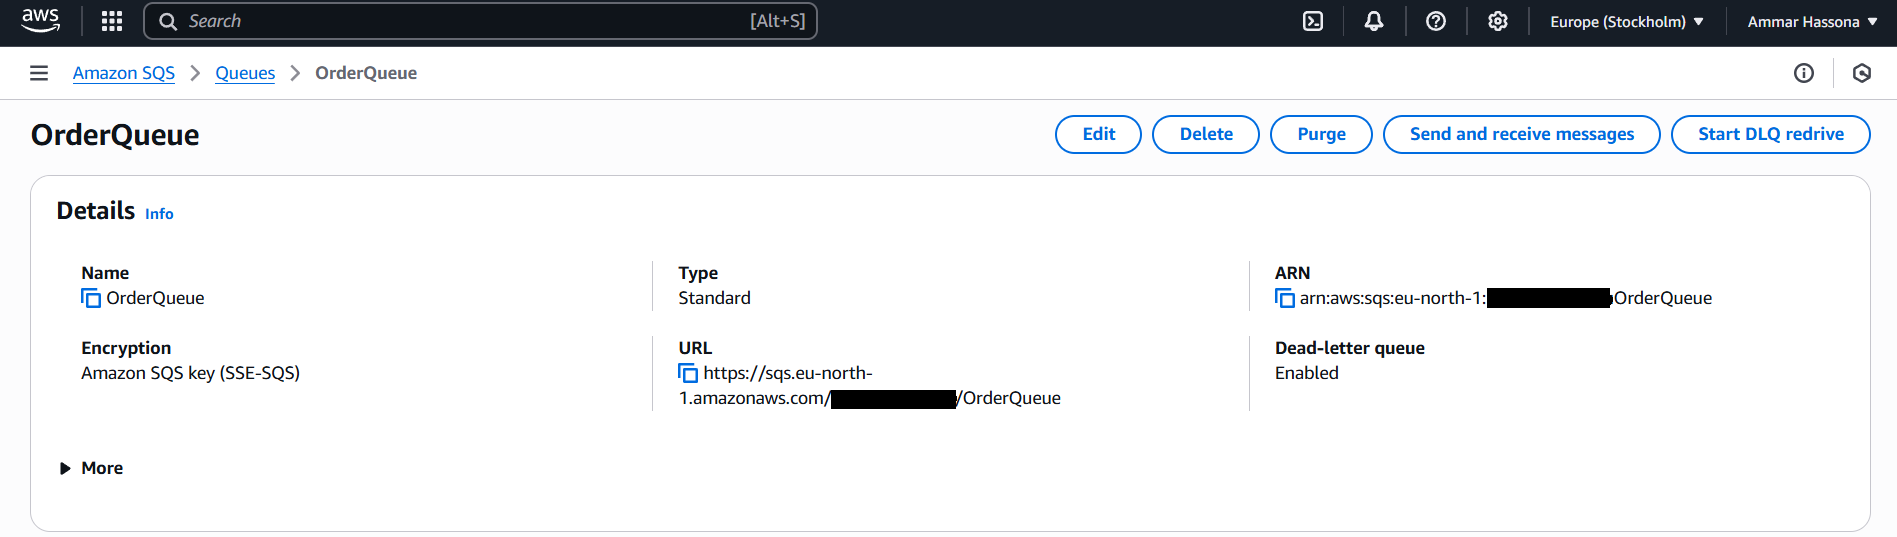 aws
Search [Alt+S]
Europe (Stockholm)
Ammar Hassona
Amazon SQS
Queues
OrderQueue
OrderQueue
Edit
Delete
Purge
Send and receive messages
Start DLQ redrive
Details Info
Name
OrderQueue
Type
Standard
ARN
arn:aws:sqs:eu-north-1: OrderQueue
Encryption
Amazon SQS key (SSE-SQS)
URL
https://sqs.eu-north-
1.amazonaws.com/ /OrderQueue
Dead-letter queue
Enabled
More